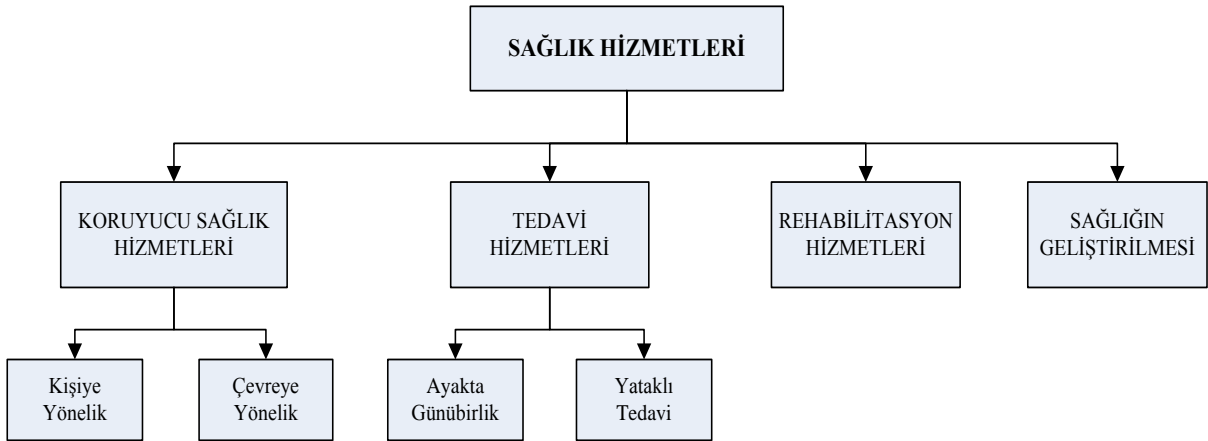 SAĞLIK HİZMETLERİ
KORUYUCU SAĞLIK
HİZMETLERİ
TEDAVİ
HİZMETLERİ
REHABİLİTASYON
HİZMETLERİ
SAĞLIĞIN
GELİŞTİRİLMESİ
Kişiye
Yönelik
Çevreye
Yönelik
Ayakta
Günübirlik
Yataklı
Tedavi